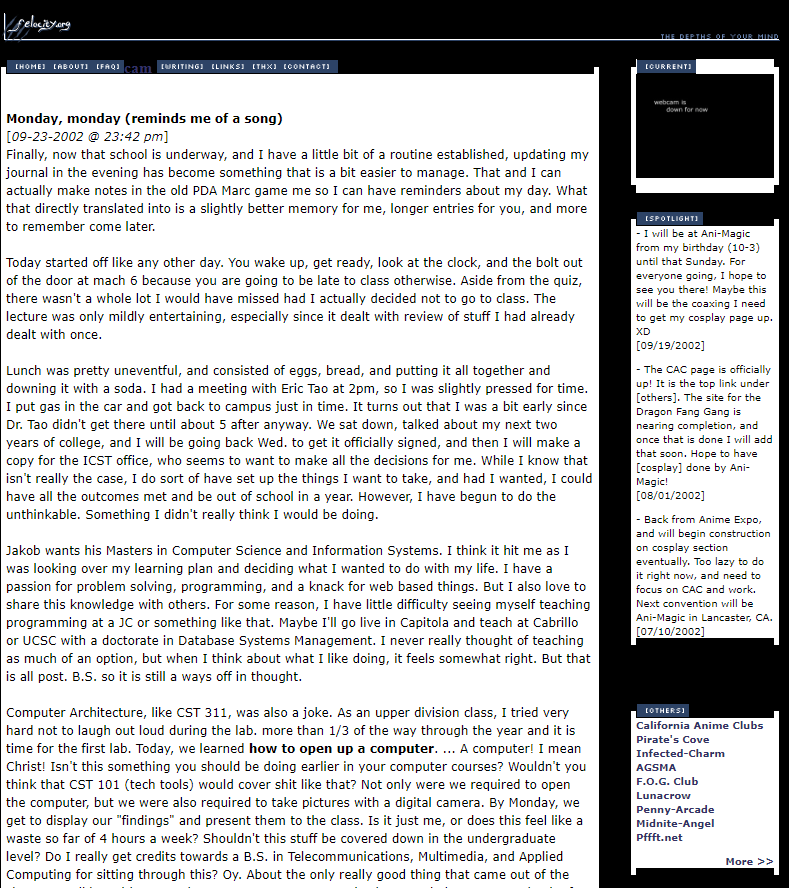 felocity.org
THE DEPTHS OF YOUR MIND
[HOME] [ABOUT] [FAQ] cam [WRITING] [LINKS] [THX] [CONTACT]
Monday, monday (reminds me of a song)
[09-23-2002 @ 23:42 pm]
Finally, now that school is underway, and I have a little bit of a routine established, updating my
journal in the evening has become something that is a bit easier to manage. That and I can
actually make notes in the old PDA Marc game me so I can have reminders about my day. What
that directly translated into is a slightly better memory for me, longer entries for you, and more
to remember come later.
Today started off like any other day. You wake up, get ready, look at the clock, and the bolt out
of the door at mach 6 because you are going to be late to class otherwise. Aside from the quiz,
there wasn't a whole lot I would have missed had I actually decided not to go to class. The
lecture was only mildly entertaining, especially since it dealt with review of stuff I had already
dealt with once.
Lunch was pretty uneventful, and consisted of eggs, bread, and putting it all together and
downing it with a soda. I had a meeting with Eric Tao at 2pm, so I was slightly pressed for time.
I put gas in the car and got back to campus just in time. It turns out that I was a bit early since
Dr. Tao didn't get there until about 5 after anyway. We sat down, talked about my next two
years of college, and I will be going back Wed. to get it officially signed, and then I will make a
copy for the ICST office, who seems to want to make all the decisions for me. While I know that
isn't really the case, I do sort of have set up the things I want to take, and had I wanted, I could
have all the outcomes met and be out of school in a year. However, I have begun to do the
unthinkable. Something I didn't really think I would be doing.
Jakob wants his Masters in Computer Science and Information Systems. I think it hit me as I
was looking over my learning plan and deciding what I wanted to do with my life. I have a
passion for problem solving, programming, and a knack for web based things. But I also love to
share this knowledge with others. For some reason, I have little difficulty seeing myself teaching
programming at a JC or something like that. Maybe I'll go live in Capitola and teach at Cabrillo
or UCSC with a doctorate in Database Systems Management. I never really thought of teaching
as much of an option, but when I think about what I like doing, it feels somewhat right. But that
is all post. B.S. so it is still a ways off in thought.
Computer Architecture, like CST 311, was also a joke. As an upper division class, I tried very
hard not to laugh out loud during the lab. more than 1/3 of the way through the year and it is
time for the first lab. Today, we learned how to open up a computer. ... A computer! I mean
Christ! Isn't this something you should be doing earlier in your computer courses? Wouldn't you
think that CST 101 (tech tools) would cover shit like that? Not only were we required to open
the computer, but we were also required to take pictures with a digital camera. By Monday, we
get to display our "findings" and present them to the class. Is it just me, or does this feel like a
waste so far of 4 hours a week? Shouldn't this stuff be covered down in the undergraduate
level? Do I really get credits towards a B.S. in Telecommunications, Multimedia, and Applied
Computing for sitting through this? Oy. About the only really good thing that came out of the
[CURRENT]
webcam is
down for now
[SPOTLIGHT]
- I will be at Ani-Magic
from my birthday (10-3)
until that Sunday. For
everyone going, I hope to
see you there! Maybe this
will be the coaxing I need
to get my cosplay page up.
XD
[09/19/2002]
- The CAC page is officially
up! It is the top link under
[others]. The site for the
Dragon Fang Gang is
nearing completion, and
once that is done I will add
that soon. Hope to have
[cosplay] done by Ani-
Magic!
[08/01/2002]
- Back from Anime Expo,
and will begin construction
on cosplay section
eventually. Too lazy to do
it right now, and need to
focus on CAC and work.
Next convention will be
Ani-Magic in Lancaster, CA.
[07/10/2002]
[OTHERS]
California Anime Clubs
Pirate's Cove
Infected-Charm
AGSMA
F.O.G. Club
Lunacrow
Penny-Arcade
Midnite-Angel
Pffft.net
More >>